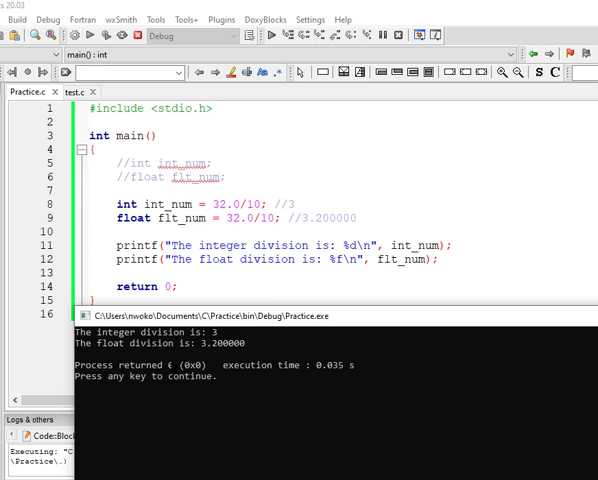 s 20.03
Build Debug Fortran wxSmith Tools Tools+ Plugins DoxyBlocks Settings Help
Debug
main() : int
S C
Practice.c test.c
1 #include <stdio.h>
2
3 int main()
4 {
5 //int int_num;
6 //float flt_num;
7
8 int int_num = 32.0/10; //3
9 float flt_num = 32.0/10; //3.200000
10
11 printf("The integer division is: %d\n", int_num);
12 printf("The float division is: %f\n", flt_num);
13
14 return 0;
15 }
16
C:\Users\nwoko\Documents\C\Practice\bin\Debug\Practice.exe
The integer division is: 3
The float division is: 3.200000
Process returned (0x0) execution time : 0.035 s
Press any key to continue.
Logs & others
Code::Bloc
Executing: "C
\Practice\.)